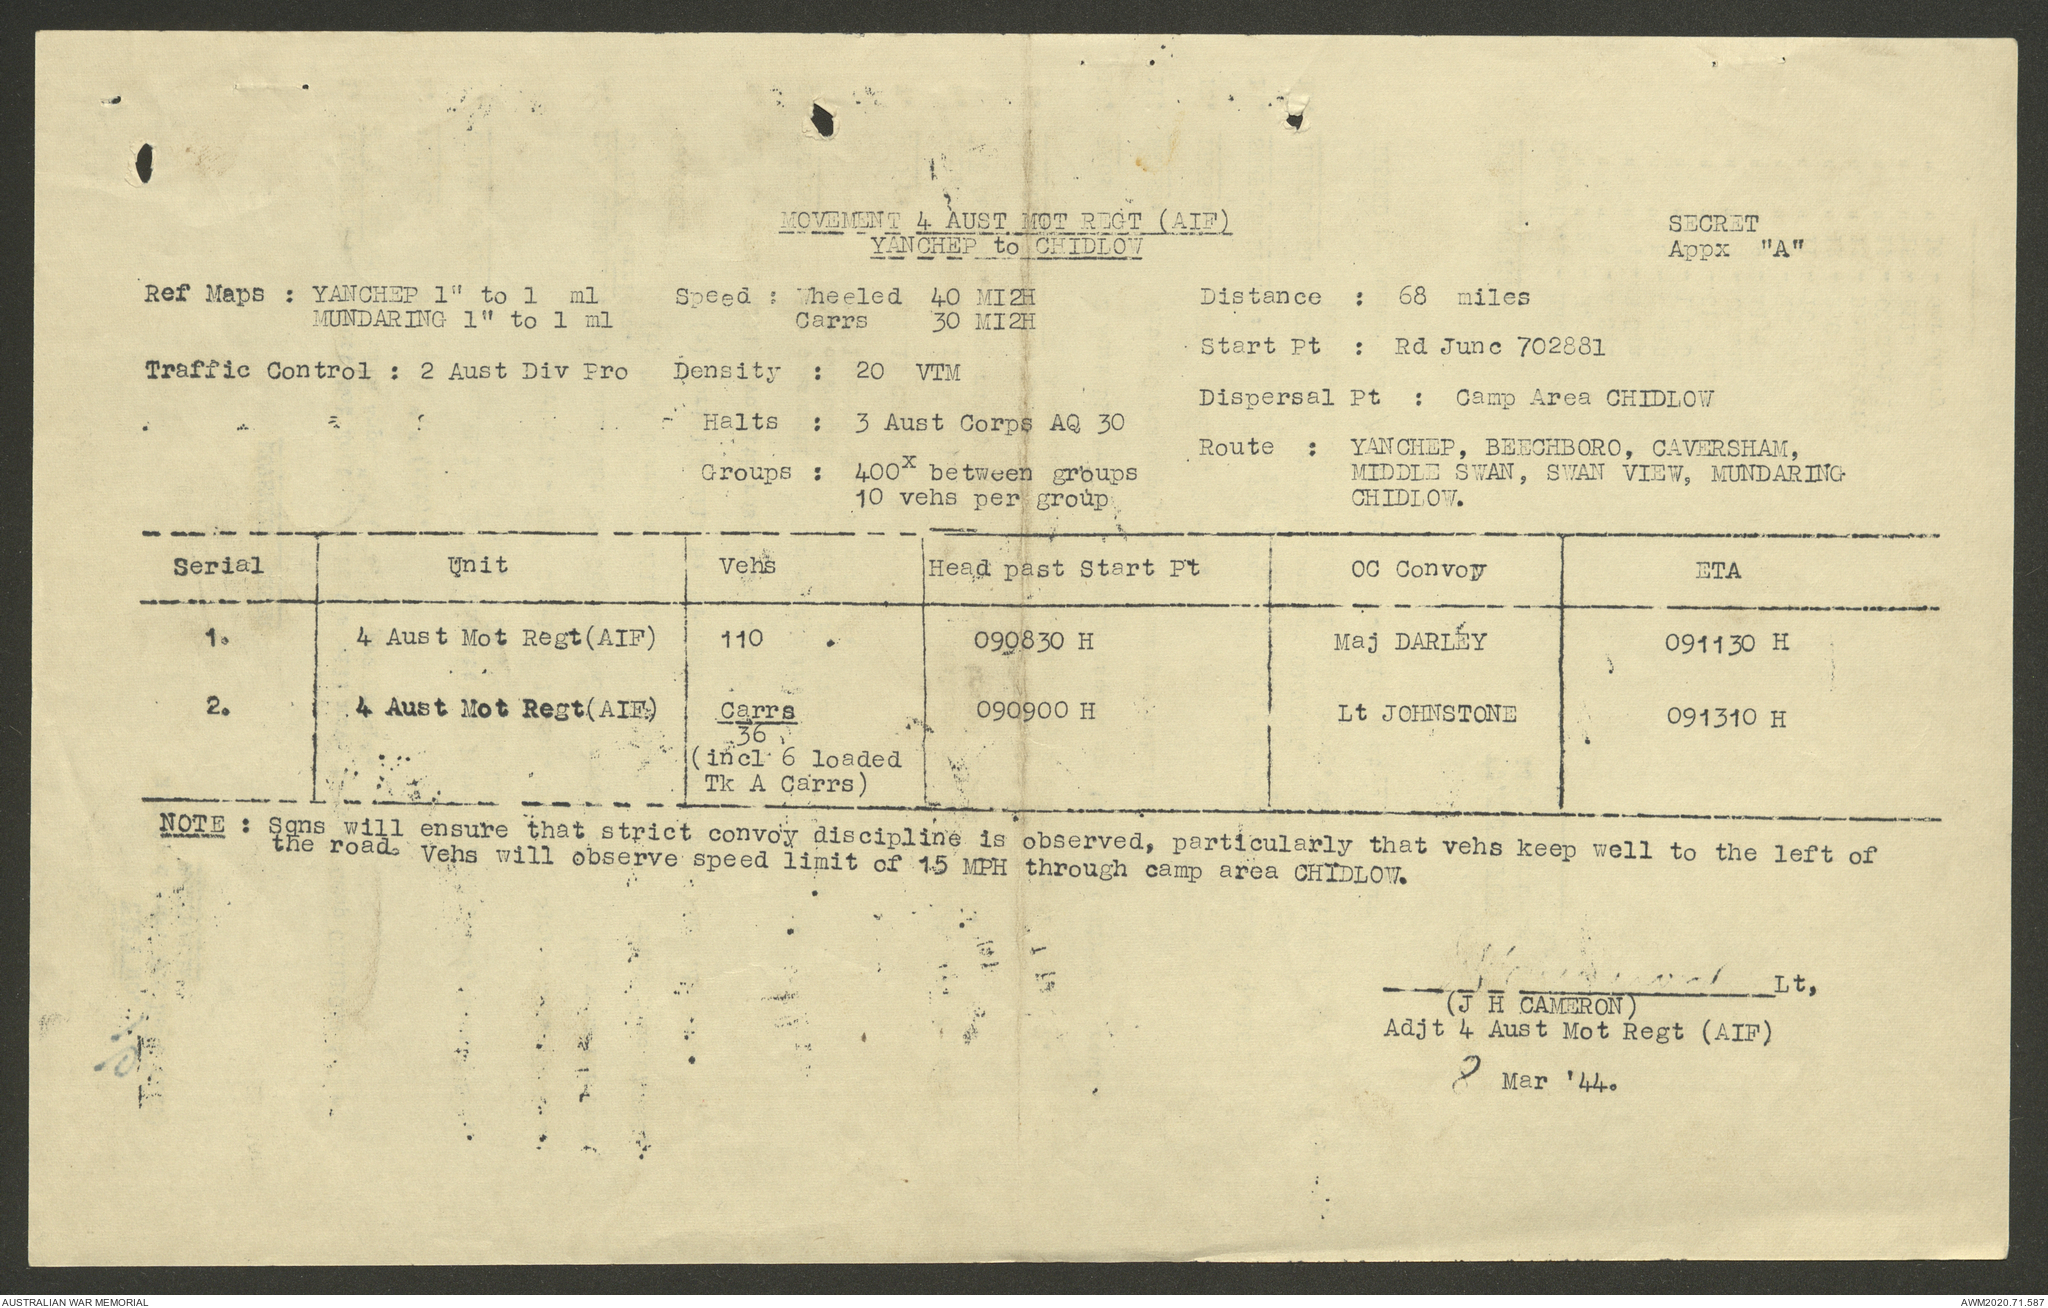 MOVEMENT 4 AUST MOT REGT (AIF)
YANCHEP to CHIDLOW
SECRET
Appx "A"
Ref Maps : YANCHEP 1" to 1 ml
MUNDARING 1" to 1 ml
Traffic Control : 2 Aust Div Pro
Speed : Wheeled 40 MI2H
Carrs 30 MI2H
Density : 20 VTM
Halts : 3 Aust Corps AQ 30
Groups : 400x between groups
10 vehs per group
Distance : 68 miles
Start Pt : Rd Junc 702881
Dispersal Pt : Camp Area CHIDLOW
Route : YANCHEP, BEECHBORO, CAVERSHAM,
MIDDLE SWAN, SWAN VIEW, MUNDARING
CHIDLOW.
Serial Unit Vehs Head past Start Pt OC Convoy ETA
1. 4 Aust Mot Regt(AIF) 110 090830 H Maj DARLEY 091130 H
2. 4 Aust Mot Regt(AIF) Carrs 090900 H Lt JOHNSTONE 091310 H
36
(incl 6 loaded
Tk A Carrs)
NOTE : Sqns will ensure that strict convoy discipline is observed, particularly that vehs keep well to the left of
the road. Vehs will observe speed limit of 15 MPH through camp area CHIDLOW.
Lt,
(J H CAMERON)
Adjt 4 Aust Mot Regt (AIF)
8 Mar '44.
AUSTRALIAN WAR MEMORIAL
AWM2020.71.587